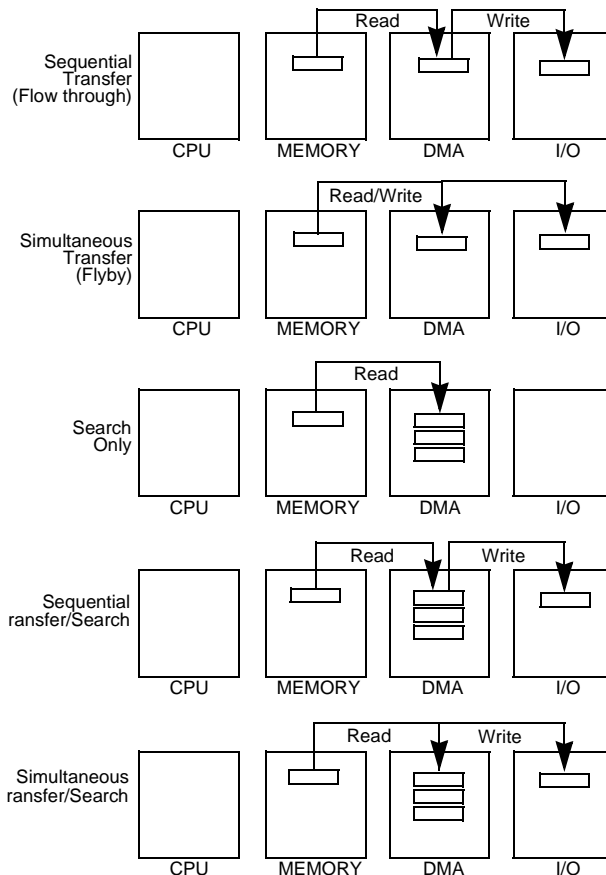 Read Write
Sequential
Transfer
(Flow through)
CPU MEMORY DMA I/O
Read/Write
Simultaneous
Transfer
(Flyby)
CPU MEMORY DMA I/O
Read
Search
Only
CPU MEMORY DMA I/O
Read Write
Sequential
ransfer/Search
CPU MEMORY DMA I/O
Read Write
Simultaneous
ransfer/Search
CPU MEMORY DMA I/O